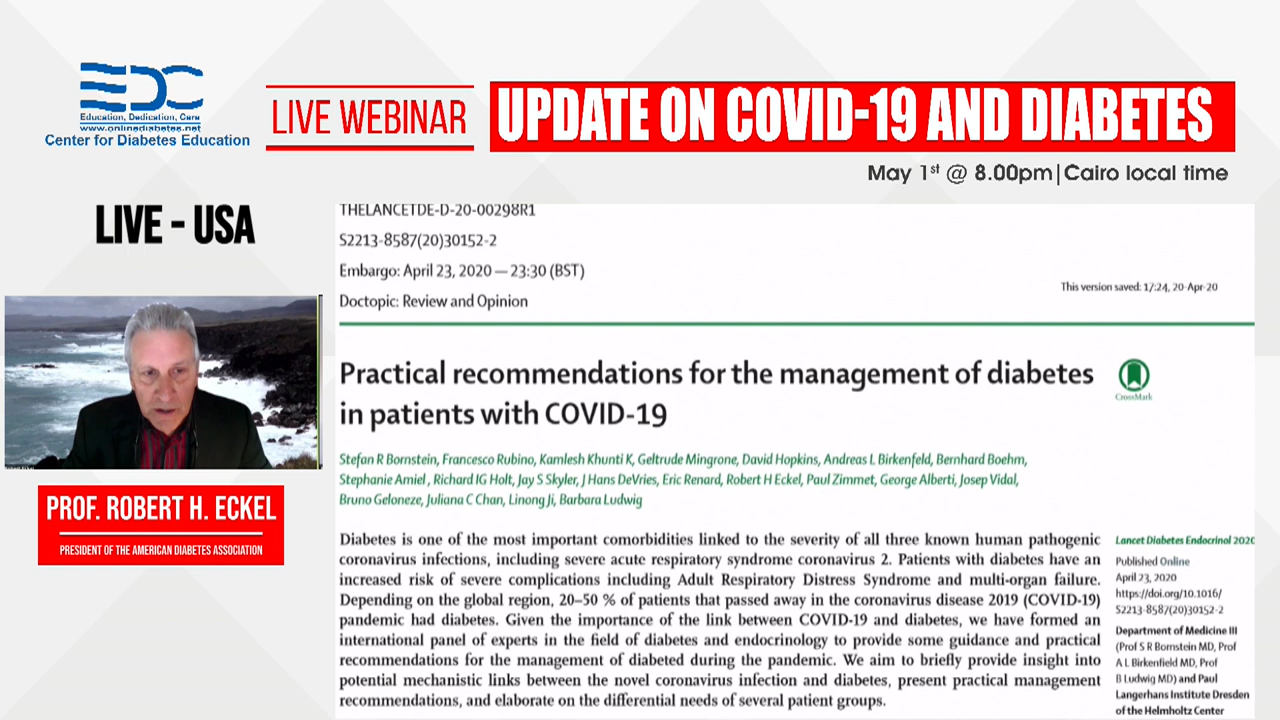 EDC
Education, Dedication, Care
www.onlinediabetes.net
Center for Diabetes Education
LIVE WEBINAR
UPDATE ON COVID-19 AND DIABETES
May 1st @ 8.00pm|Cairo local time
LIVE - USA
PROF. ROBERT H. ECKEL
PRESIDENT OF THE AMERICAN DIABETES ASSOCIATION
THELANCETDE-D-20-00298R1
S2213-8587(20)30152-2
Embargo: April 23, 2020 — 23:30 (BST)
Doctopic: Review and Opinion
This version saved: 17:24, 20-Apr-20
Practical recommendations for the management of diabetes
in patients with COVID-19
CrossMark
Stefan R Bornstein, Francesco Rubino, Kamlesh Khunti K, Geltrude Mingrone, David Hopkins, Andreas L Birkenfeld, Bernhard Boehm,
Stephanie Amiel , Richard IG Holt, Jay S Skyler, J Hans DeVries, Eric Renard, Robert H Eckel, Paul Zimmet, George Alberti, Josep Vidal,
Bruno Geloneze, Juliana C Chan, Linong Ji, Barbara Ludwig
Diabetes is one of the most important comorbidities linked to the severity of all three known human pathogenic
coronavirus infections, including severe acute respiratory syndrome coronavirus 2. Patients with diabetes have an
increased risk of severe complications including Adult Respiratory Distress Syndrome and multi-organ failure.
Depending on the global region, 20–50 % of patients that passed away in the coronavirus disease 2019 (COVID-19)
pandemic had diabetes. Given the importance of the link between COVID-19 and diabetes, we have formed an
international panel of experts in the field of diabetes and endocrinology to provide some guidance and practical
recommendations for the management of diabeted during the pandemic. We aim to briefly provide insight into
potential mechanistic links between the novel coronavirus infection and diabetes, present practical management
recommendations, and elaborate on the differential needs of several patient groups.
Lancet Diabetes Endocrinol 2020
Published Online
April 23, 2020
https://doi.org/10.1016/
S2213-8587(20)30152-2
Department of Medicine III
(Prof S R Bornstein MD, Prof
A L Birkenfield MD, Prof
B Ludwig MD) and Paul
Langerhans Institute Dresden
of the Helmholtz Center